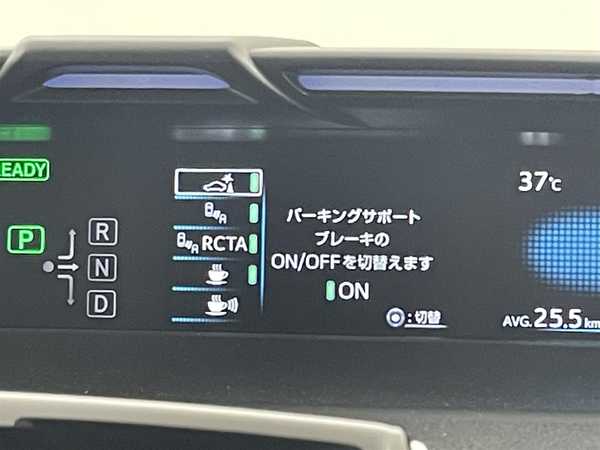 READY
37℃
P
R
N
D
A
A RCTA
パーキングサポート
ブレーキの
ON/OFFを切替えます
ON
:切替
AVG.25.5km